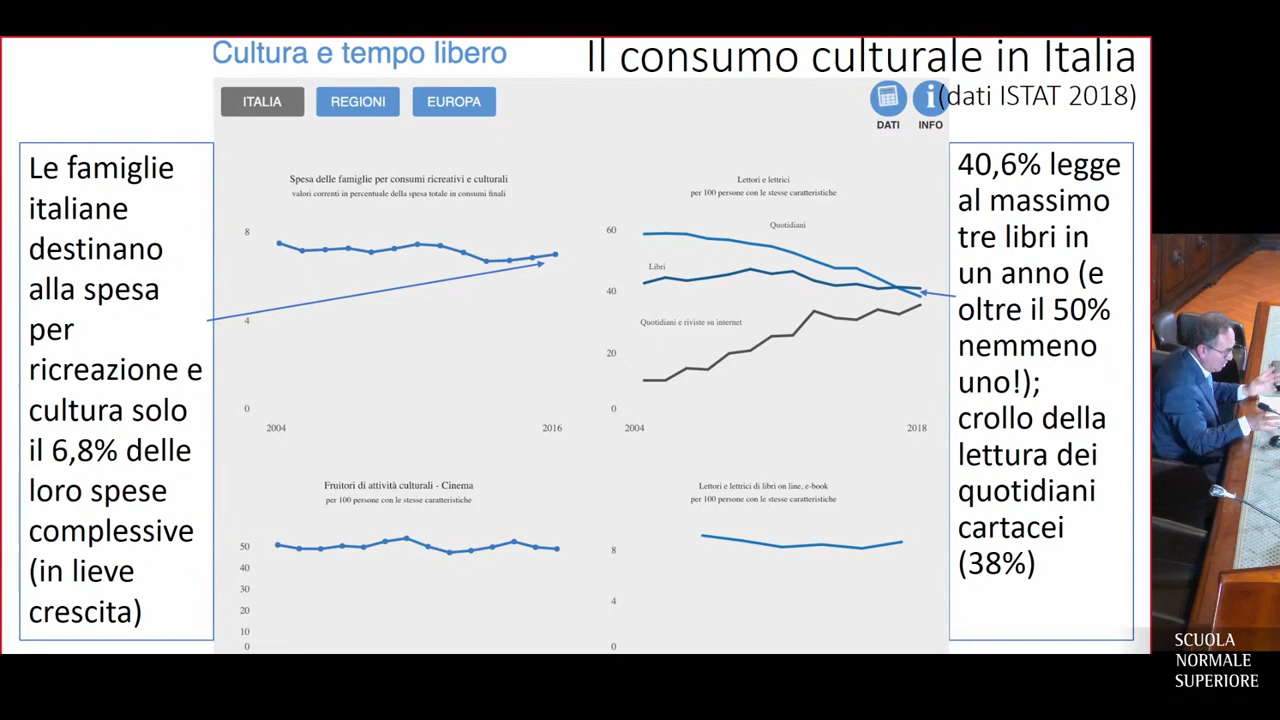 Cultura e tempo libero
Il consumo culturale in Italia
(dati ISTAT 2018)
ITALIA
REGIONI
EUROPA
DATI
INFO
Le famiglie
italiane
destinano
alla spesa
per
ricreazione e
cultura solo
il 6,8% delle
loro spese
complessive
(in lieve
crescita)
Spesa delle famiglie per consumi ricreativi e culturali
valori correnti in percentuale della spesa totale in consumi finali
8
4
0
2004
2016
Lettori e lettrici
per 100 persone con le stesse caratteristiche
Quotidiani
Libri
Quotidiani e riviste su internet
60
40
20
0
2004
2018
Fruitori di attività culturali - Cinema
per 100 persone con le stesse caratteristiche
50
40
30
20
10
0
Lettori e lettrici di libri on line, e-book
per 100 persone con le stesse caratteristiche
8
4
0
40,6% legge
al massimo
tre libri in
un anno (e
oltre il 50%
nemmeno
uno!);
crollo della
lettura dei
quotidiani
cartacei
(38%)
SCUOLA
NORMALE
SUPERIORE